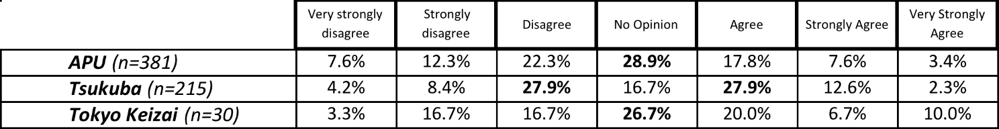 Very strongly disagree Strongly disagree Disagree No Opinion Agree Strongly Agree Very Strongly Agree
APU (n=381) 7.6% 12.3% 22.3% 28.9% 17.8% 7.6% 3.4%
Tsukuba (n=215) 4.2% 8.4% 27.9% 16.7% 27.9% 12.6% 2.3%
Tokyo Keizai (n=30) 3.3% 16.7% 16.7% 26.7% 20.0% 6.7% 10.0%